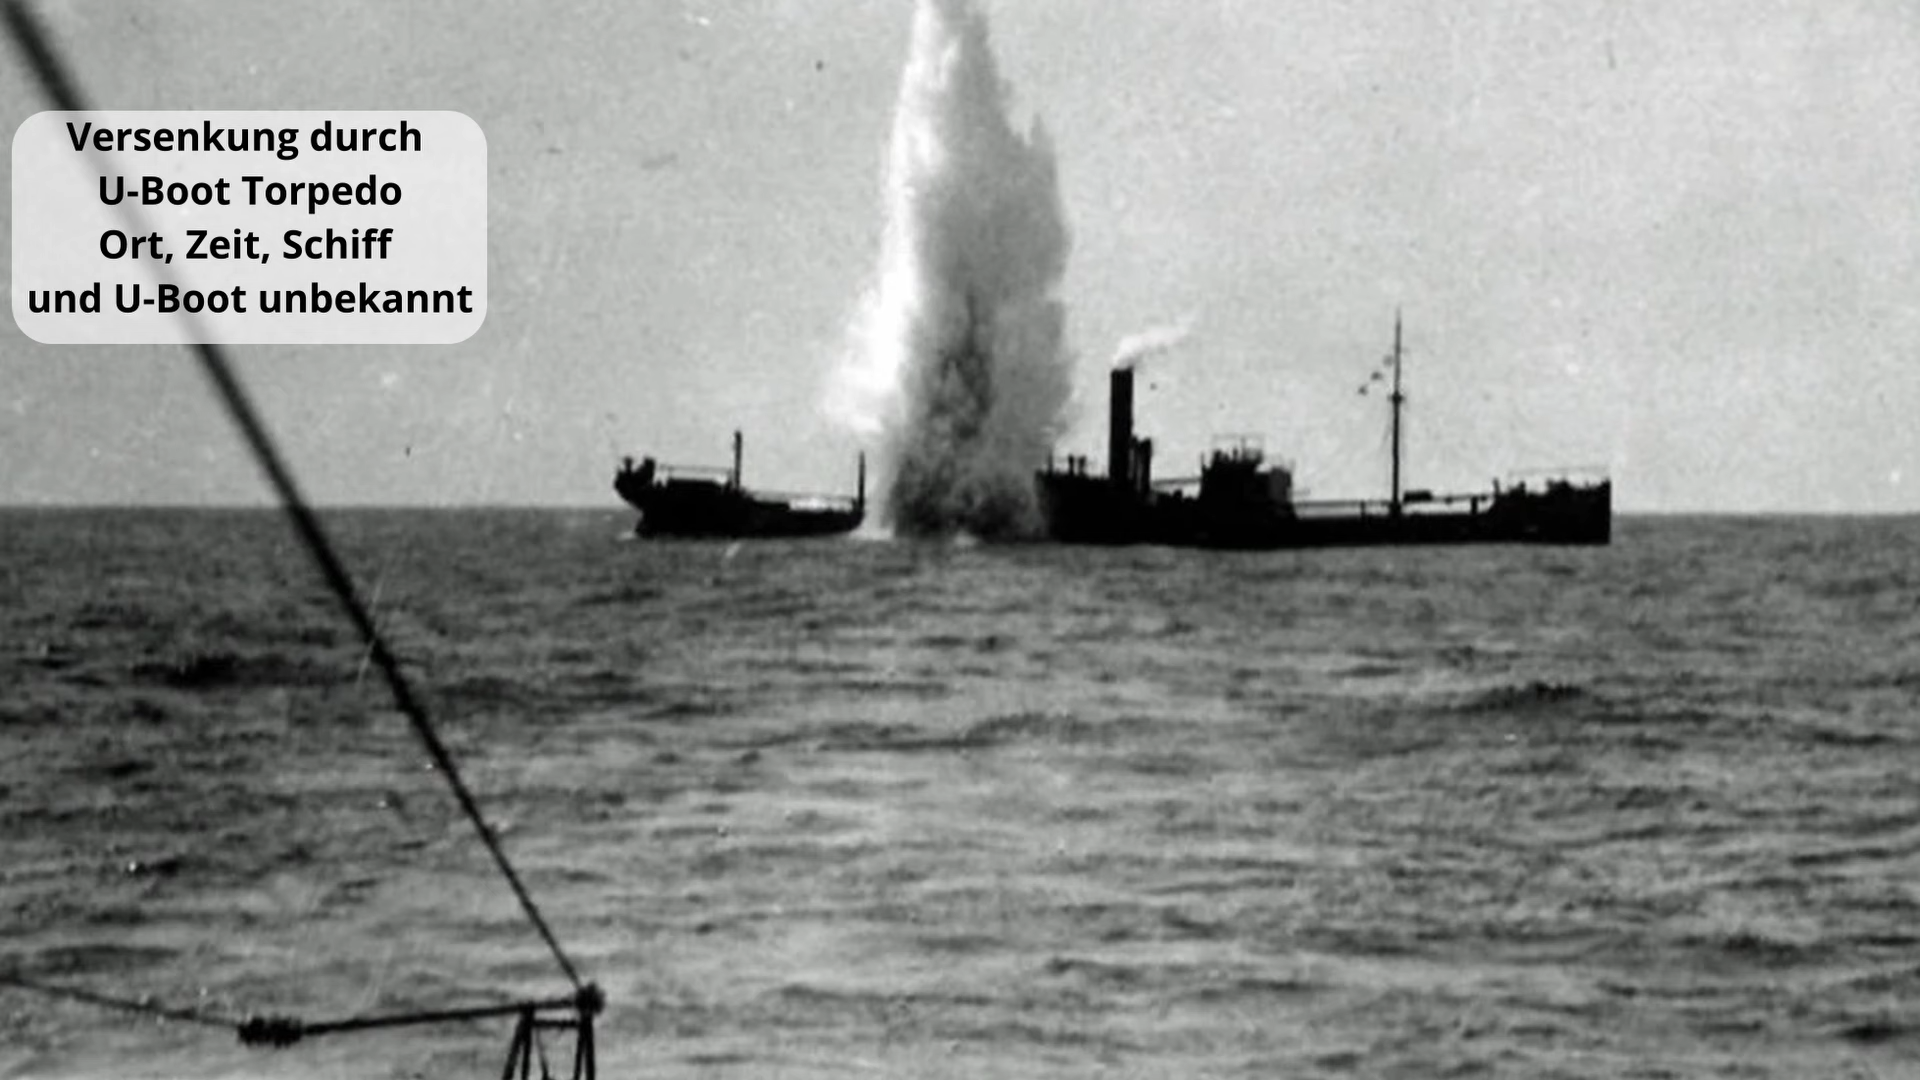 Versenkung durch
U-Boot Torpedo
Ort, Zeit, Schiff
und U-Boot unbekannt